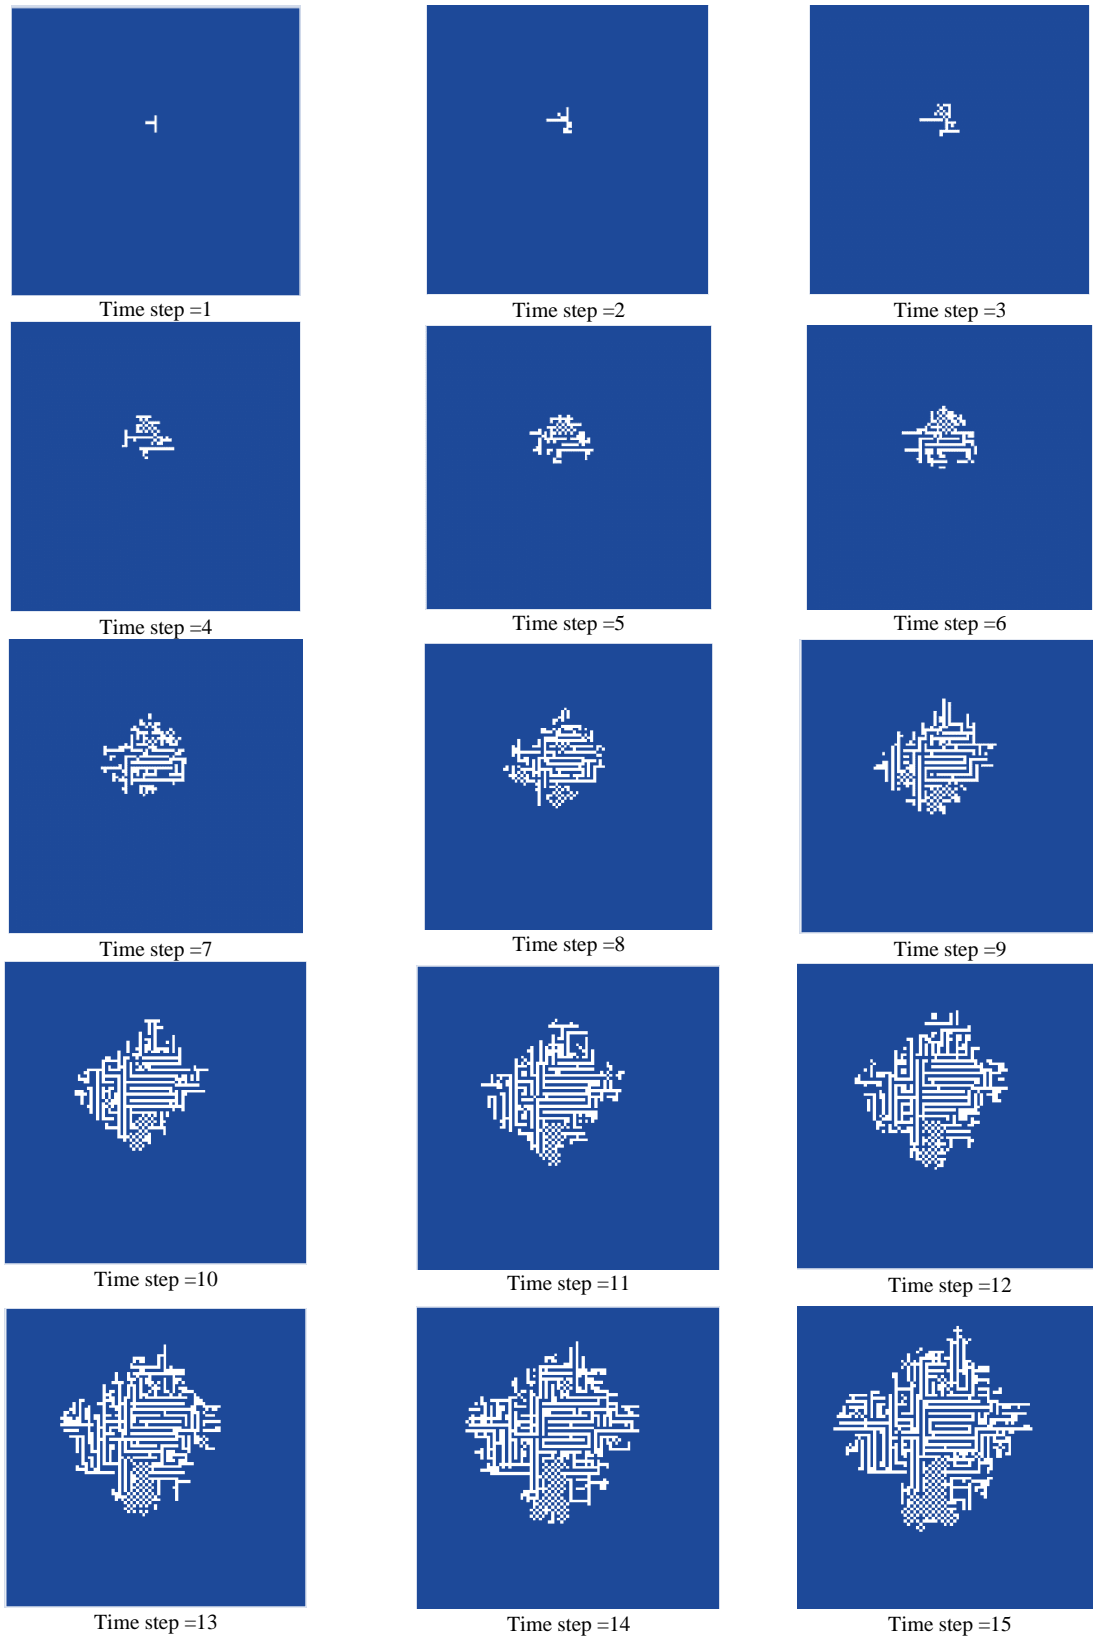 Time step =1
Time step =2
Time step =3
Time step =4
Time step =5
Time step =6
Time step =7
Time step =8
Time step =9
Time step =10
Time step =11
Time step =12
Time step =13
Time step =14
Time step =15